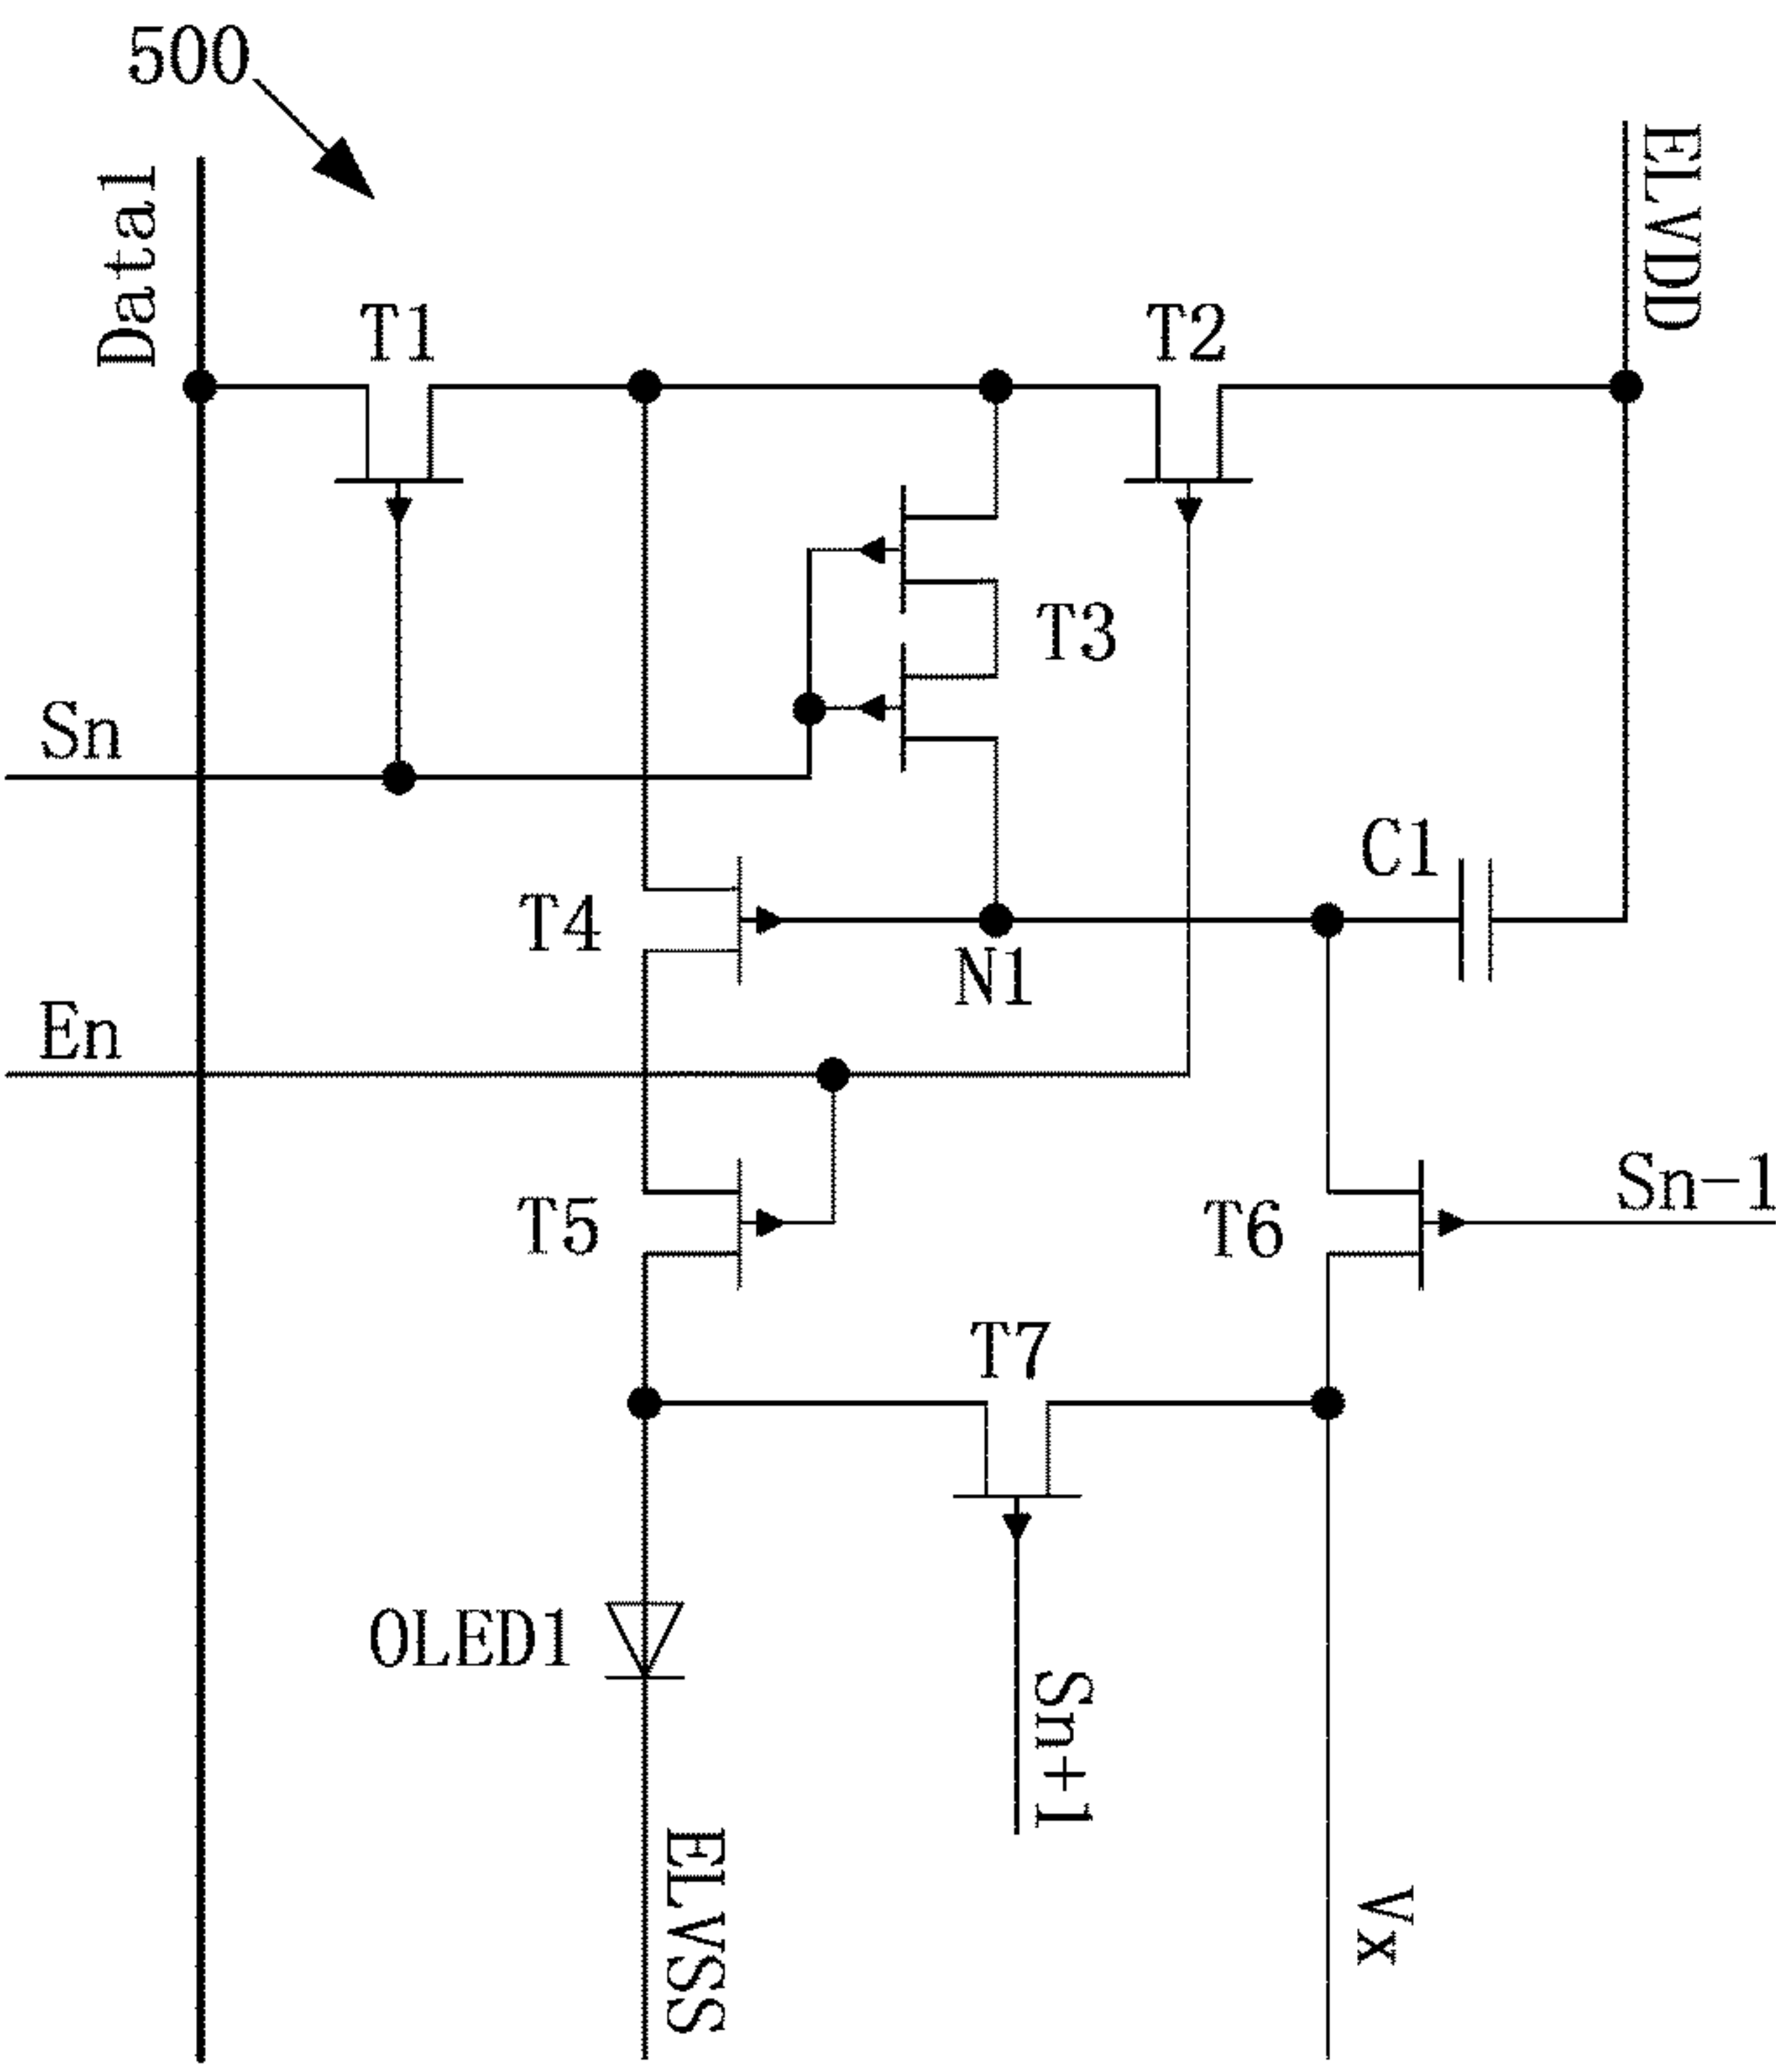 500
Data1
ELVDD
T1
T2
T3
Sn
C1
T4
N1
En
Sn-1
T5
T6
T7
OLED1
Sn+1
ELVSS
Vx